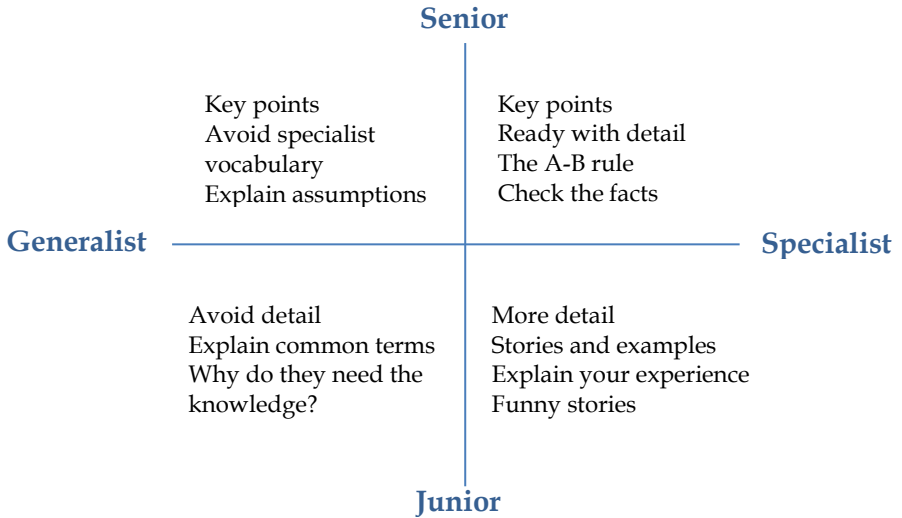 Senior
Key points
Avoid specialist
vocabulary
Explain assumptions
Key points
Ready with detail
The A-B rule
Check the facts
Generalist
Specialist
Avoid detail
Explain common terms
Why do they need the
knowledge?
More detail
Stories and examples
Explain your experience
Funny stories
Junior